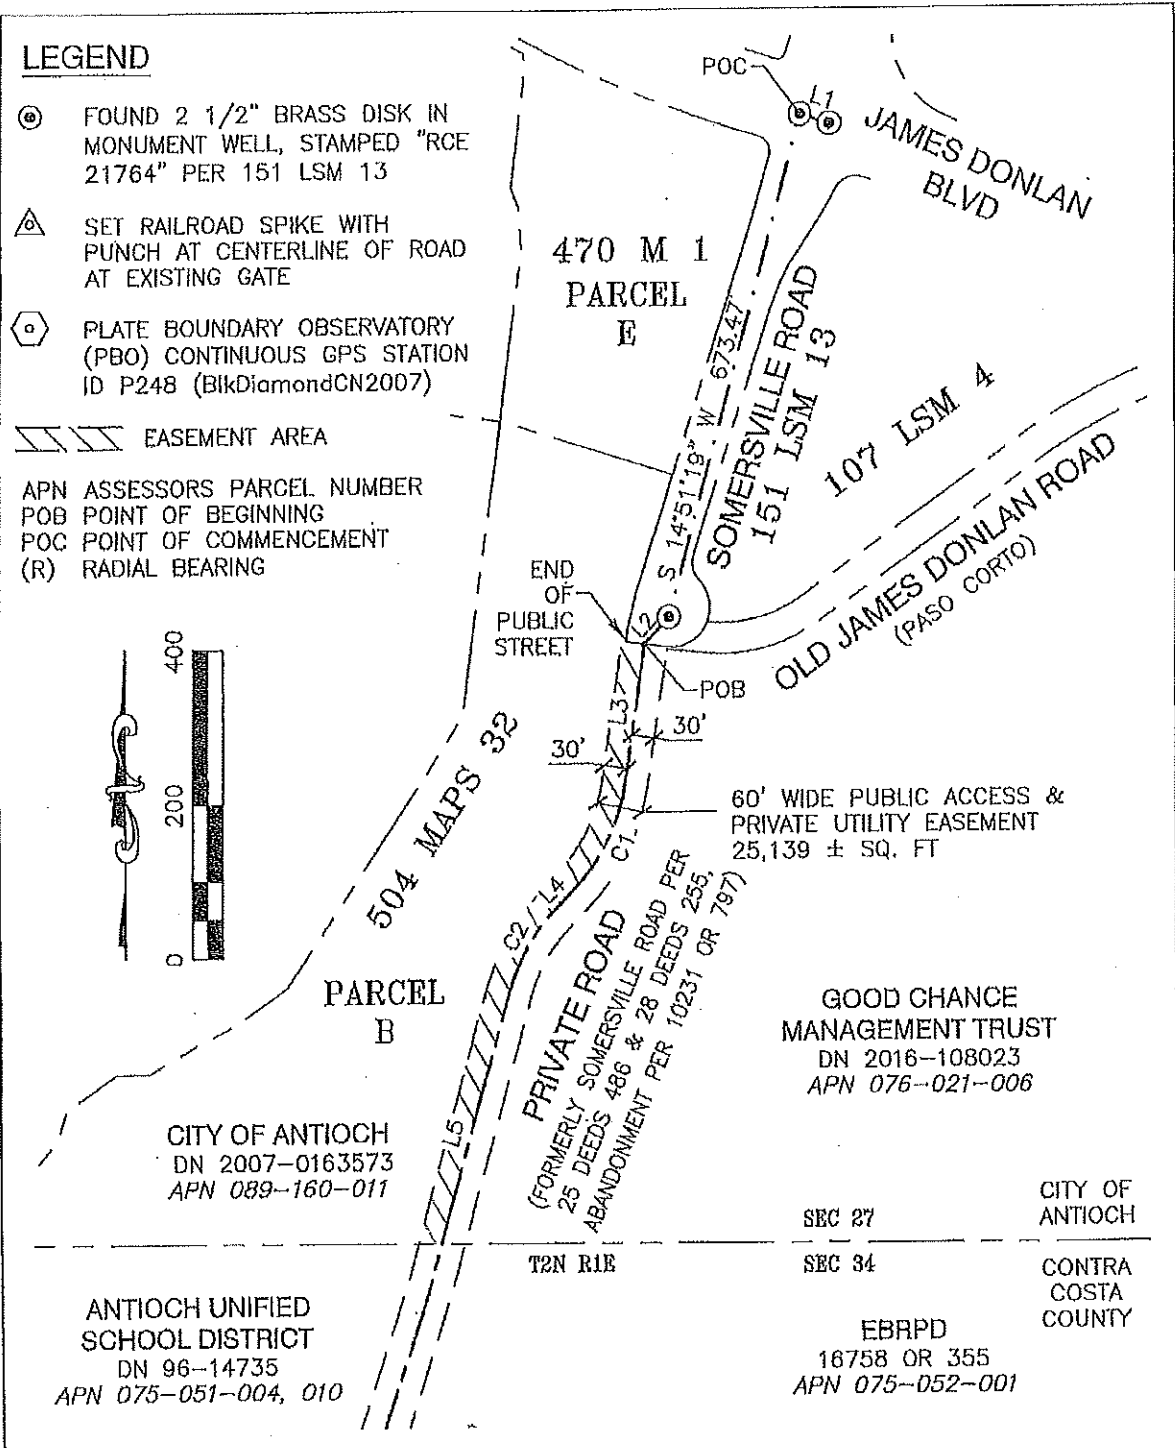 LEGEND
FOUND 2 1/2" BRASS DISK IN
MONUMENT WELL, STAMPED "RCE
21764" PER 151 LSM 13
SET RAILROAD SPIKE WITH
PUNCH AT CENTERLINE OF ROAD
AT EXISTING GATE
PLATE BOUNDARY OBSERVATORY
(PBO) CONTINUOUS GPS STATION
ID P248 (BlkDiamondCN2007)
EASEMENT AREA
APN ASSESSORS PARCEL NUMBER
POB POINT OF BEGINNING
POC POINT OF COMMENCEMENT
(R) RADIAL BEARING
POC
L1
JAMES DONLAN
BLVD
470 M 1
PARCEL
E
S 14°51'19" W 673.47'
SOMERSVILLE ROAD
151 LSM 13
107 LSM 4
OLD JAMES DONLAN ROAD
(PASO CORTO)
END
OF
PUBLIC
STREET
L2
POB
L3
30'
30'
400
200
0
504 MAPS 32
60' WIDE PUBLIC ACCESS &
PRIVATE UTILITY EASEMENT
25,139 ± SQ. FT
C1
L4
C2
PARCEL
B
PRIVATE ROAD
(FORMERLY SOMERSVILLE ROAD PER
25 DEEDS 486 & 28 DEEDS 255,
ABANDONMENT PER 10231 OR 797)
GOOD CHANCE
MANAGEMENT TRUST
DN 2016-108023
APN 076-021-006
L5
CITY OF ANTIOCH
DN 2007-0163573
APN 089-160-011
SEC 27
CITY OF
ANTIOCH
T2N R1E
SEC 34
CONTRA
COSTA
COUNTY
ANTIOCH UNIFIED
SCHOOL DISTRICT
DN 96-14735
APN 075-051-004, 010
EBRPD
16758 OR 355
APN 075-052-001